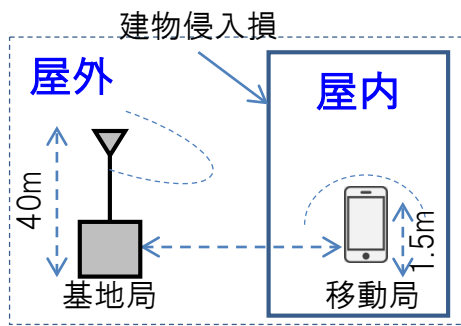 建物侵入損
屋外
屋内
40m
1.5m
基地局
移動局